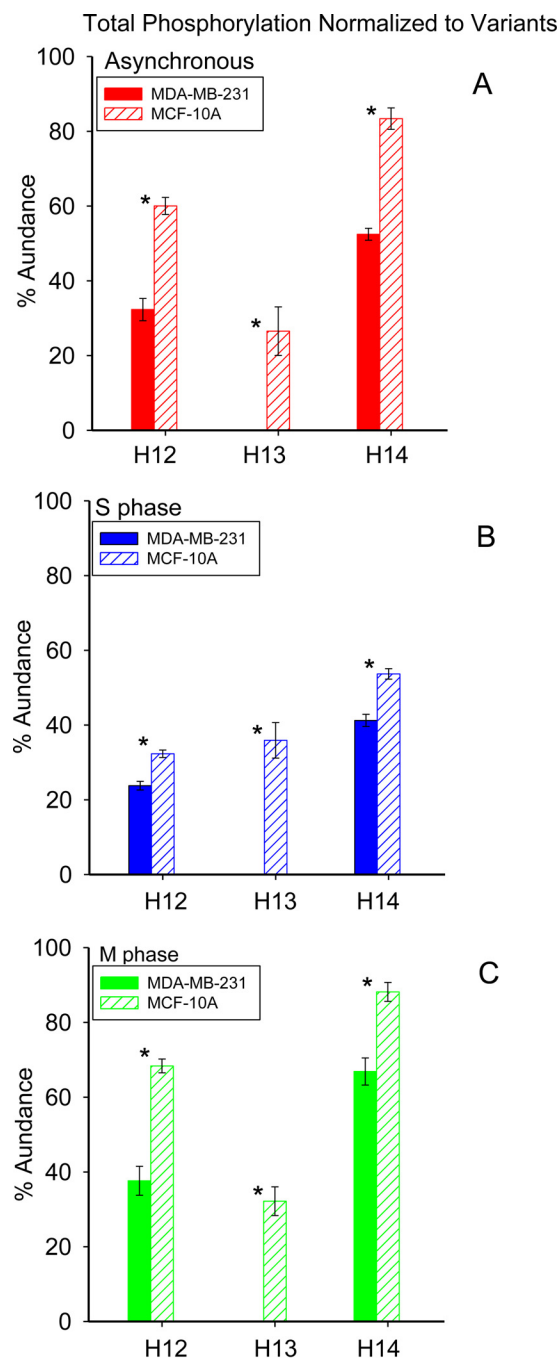 Total Phosphorylation Normalized to Variants
A
Asynchronous
MDA-MB-231
MCF-10A
% Aundance
100
80
60
40
20
0
*
*
*
H12 H13 H14
B
S phase
MDA-MB-231
MCF-10A
% Aundance
100
80
60
40
20
0
*
*
*
H12 H13 H14
C
M phase
MDA-MB-231
MCF-10A
% Aundance
100
80
60
40
20
0
*
*
*
H12 H13 H14